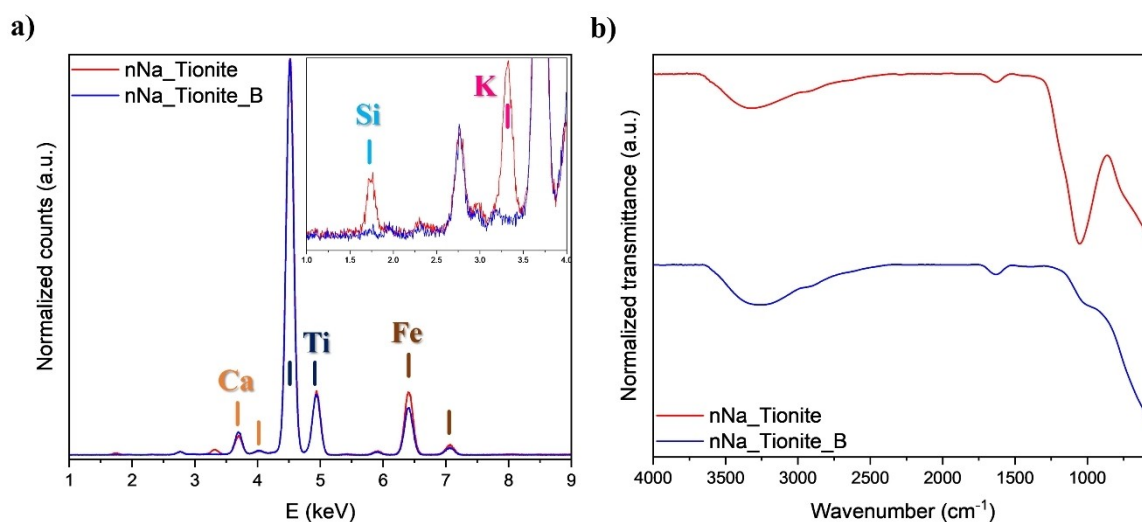 a)
nNa_Tionite
nNa_Tionite_B
Si
K
1.0 1.5 2.0 2.5 3.0 3.5 4.0
Ca
Ti
Fe
Normalized counts (a.u.)
1 2 3 4 5 6 7 8 9
E (keV)
b)
Normalized transmittance (a.u.)
nNa_Tionite
nNa_Tionite_B
4000 3500 3000 2500 2000 1500 1000
Wavenumber (cm⁻¹)